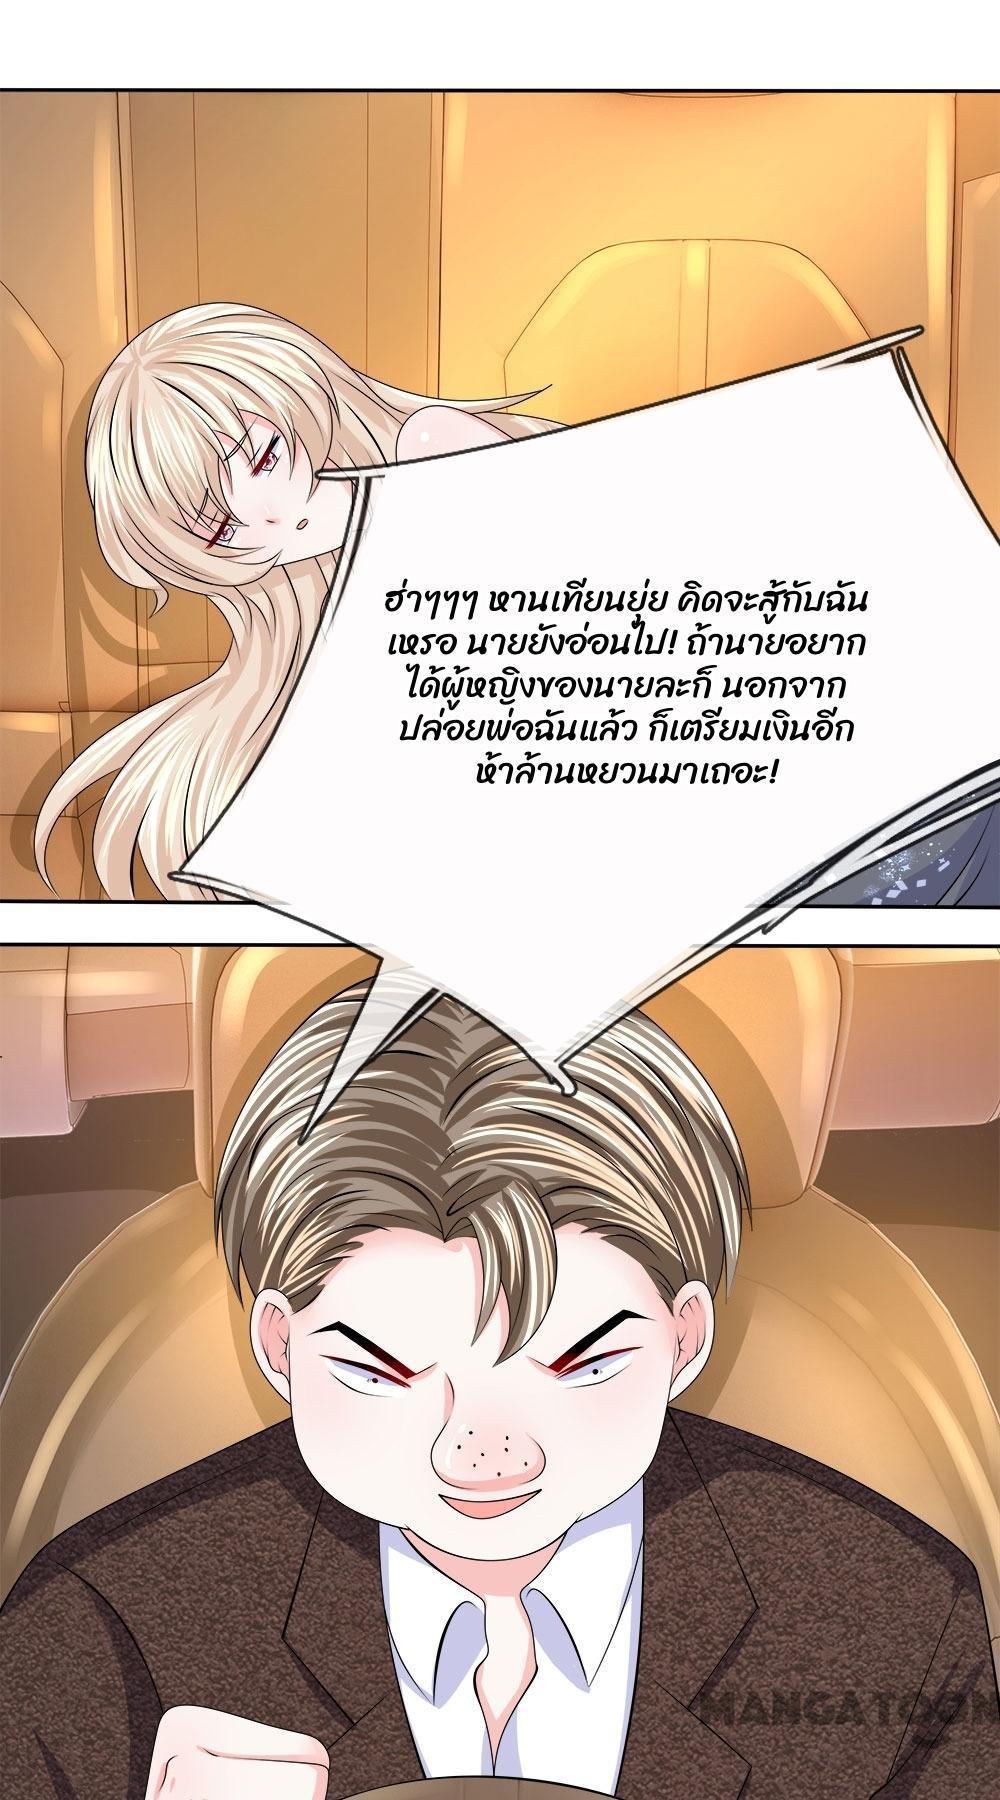 ฮ่าๆๆๆ หานเทียนยุ่ย คิดจะสู้กับฉัน
เหรอ นายยังอ่อนไป! ถ้านายอยาก
ได้ผู้หญิงของนายละก็ นอกจาก
ปล่อยพ่อฉันแล้ว ก็เตรียมเงินอีก
ห้าล้านหยวนมาเถอะ!
MANGATOON